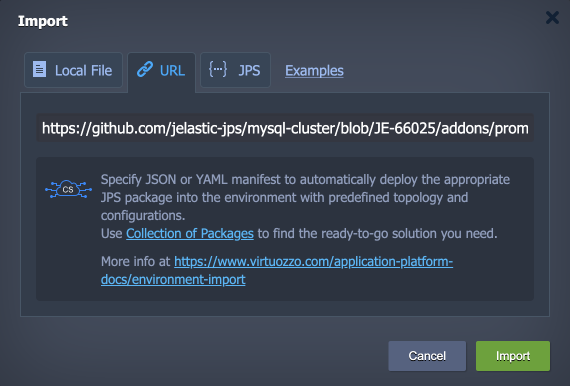 Import
Local File
URL
JPS
Examples
https://github.com/jelastic-jps/mysql-cluster/blob/JE-66025/addons/prom
CS
Specify JSON or YAML manifest to automatically deploy the appropriate
JPS package into the environment with predefined topology and
configurations.
Use Collection of Packages to find the ready-to-go solution you need.
More info at https://www.virtuozzo.com/application-platform-
docs/environment-import
Cancel
Import